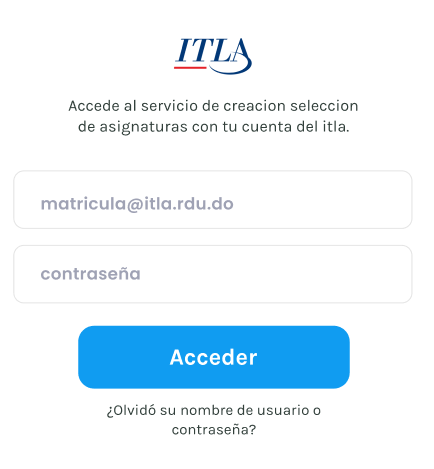 ITLA
Accede al servicio de creacion seleccion
de asignaturas con tu cuenta del itla.
matricula@itla.rdu.do
contraseña
Acceder
¿Olvidó su nombre de usuario o
contraseña?